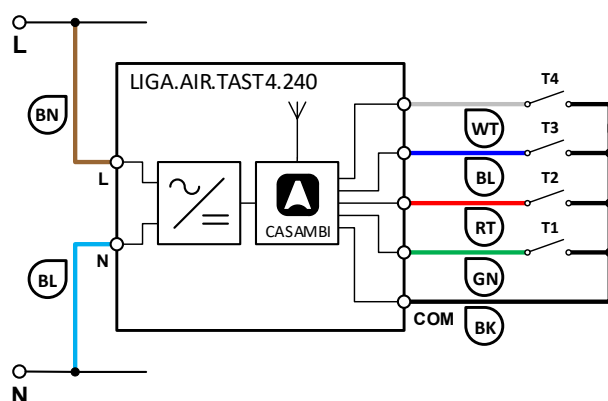 L
BN
LIGA.AIR.TAST4.240
L
N
CASAMBI
BL
N
T4
WT
T3
BL
T2
RT
T1
GN
COM
BK